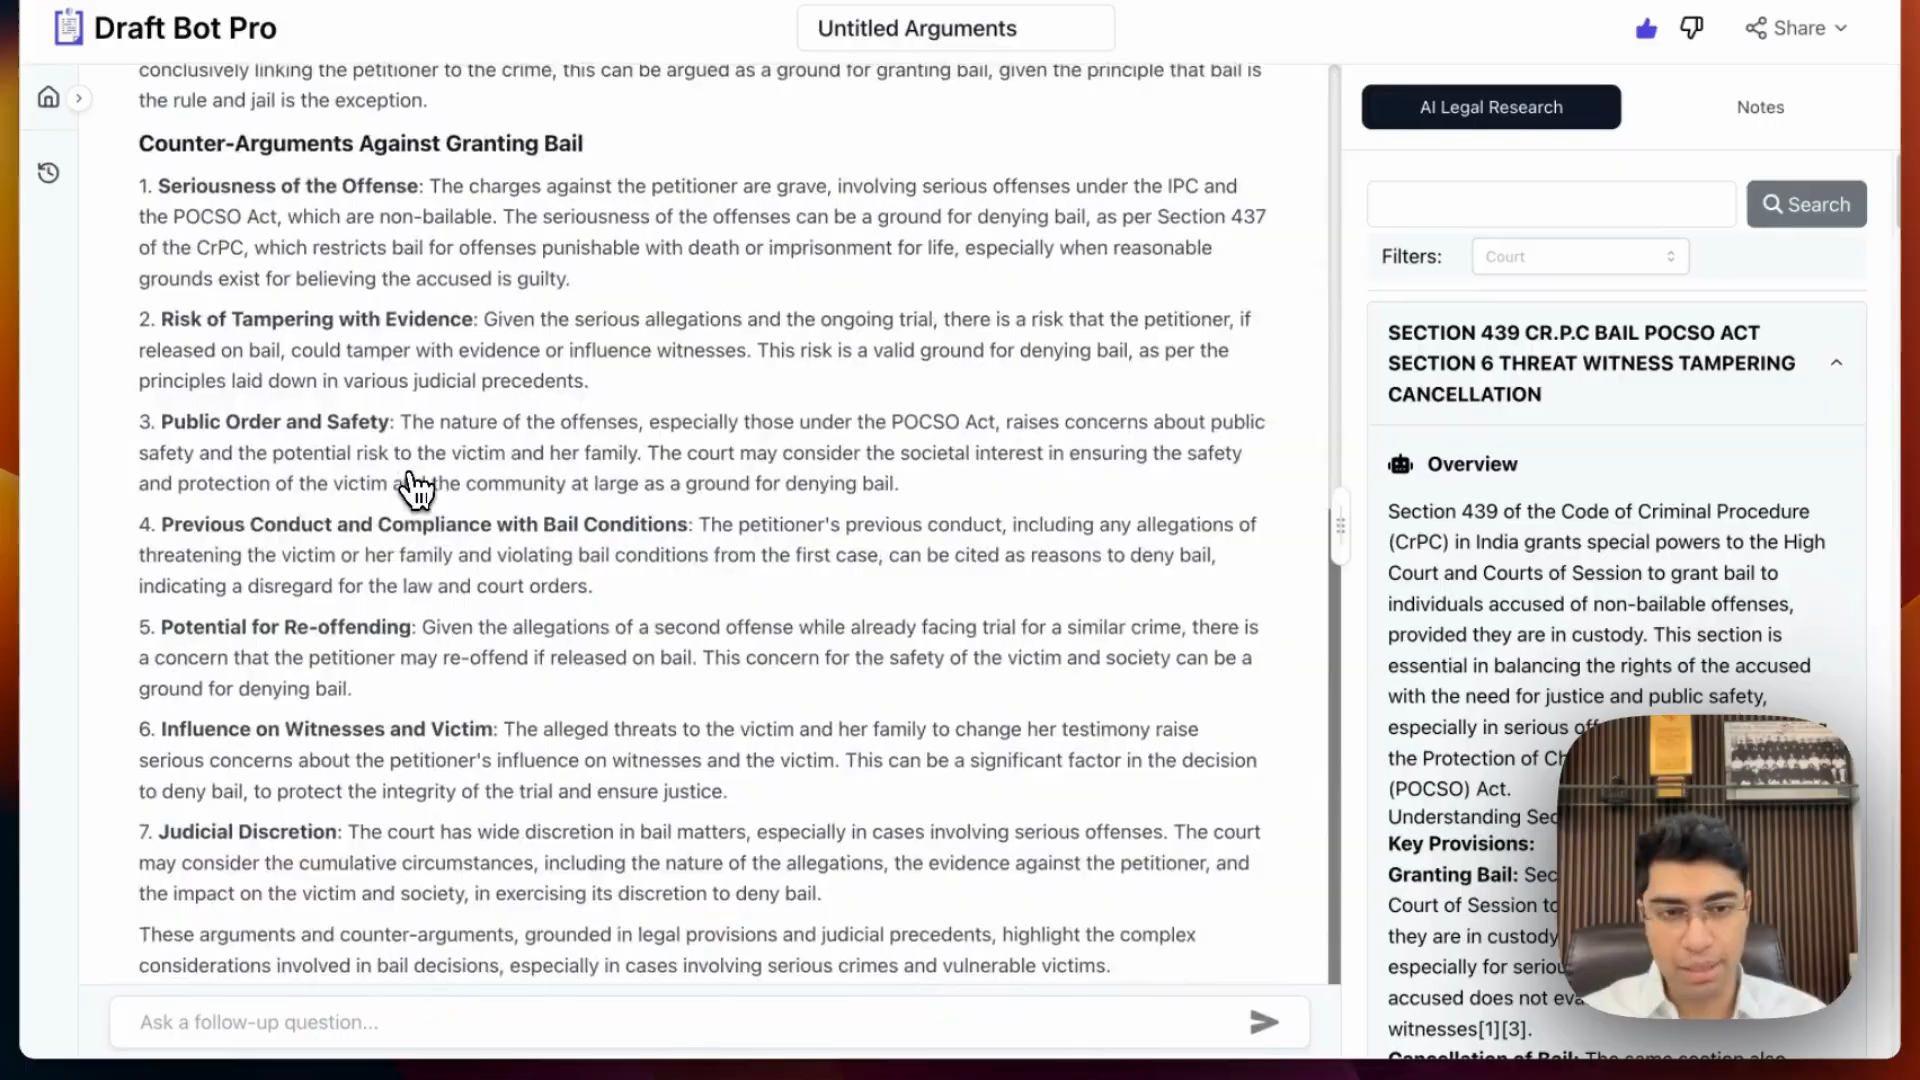 Draft Bot Pro
Untitled Arguments
Share
conclusively linking the petitioner to the crime, this can be argued as a ground for granting bail, given the principle that bail is
the rule and jail is the exception.
Counter-Arguments Against Granting Bail
1. Seriousness of the Offense: The charges against the petitioner are grave, involving serious offenses under the IPC and
the POCSO Act, which are non-bailable. The seriousness of the offenses can be a ground for denying bail, as per Section 437
of the CrPC, which restricts bail for offenses punishable with death or imprisonment for life, especially when reasonable
grounds exist for believing the accused is guilty.
2. Risk of Tampering with Evidence: Given the serious allegations and the ongoing trial, there is a risk that the petitioner, if
released on bail, could tamper with evidence or influence witnesses. This risk is a valid ground for denying bail, as per the
principles laid down in various judicial precedents.
3. Public Order and Safety: The nature of the offenses, especially those under the POCSO Act, raises concerns about public
safety and the potential risk to the victim and her family. The court may consider the societal interest in ensuring the safety
and protection of the victim and the community at large as a ground for denying bail.
4. Previous Conduct and Compliance with Bail Conditions: The petitioner's previous conduct, including any allegations of
threatening the victim or her family and violating bail conditions from the first case, can be cited as reasons to deny bail,
indicating a disregard for the law and court orders.
5. Potential for Re-offending: Given the allegations of a second offense while already facing trial for a similar crime, there is
a concern that the petitioner may re-offend if released on bail. This concern for the safety of the victim and society can be a
ground for denying bail.
6. Influence on Witnesses and Victim: The alleged threats to the victim and her family to change her testimony raise
serious concerns about the petitioner's influence on witnesses and the victim. This can be a significant factor in the decision
to deny bail, to protect the integrity of the trial and ensure justice.
7. Judicial Discretion: The court has wide discretion in bail matters, especially in cases involving serious offenses. The court
may consider the cumulative circumstances, including the nature of the allegations, the evidence against the petitioner, and
the impact on the victim and society, in exercising its discretion to deny bail.
These arguments and counter-arguments, grounded in legal provisions and judicial precedents, highlight the complex
considerations involved in bail decisions, especially in cases involving serious crimes and vulnerable victims.
Ask a follow-up question...
AI Legal Research
Notes
Search
Filters:
Court
SECTION 439 CR.P.C BAIL POCSO ACT
SECTION 6 THREAT WITNESS TAMPERING
CANCELLATION
Overview
Section 439 of the Code of Criminal Procedure
(CrPC) in India grants special powers to the High
Court and Courts of Session to grant bail to
individuals accused of non-bailable offenses,
provided they are in custody. This section is
essential in balancing the rights of the accused
with the need for justice and public safety,
especially in serious
the Protection of
(POCSO) Act.
Understanding
Key Provisions:
Granting Bail:
Court of Session
they are in custody
especially for
accused does not
witnesses[1][3].
Cancellation of Bail: The same section also